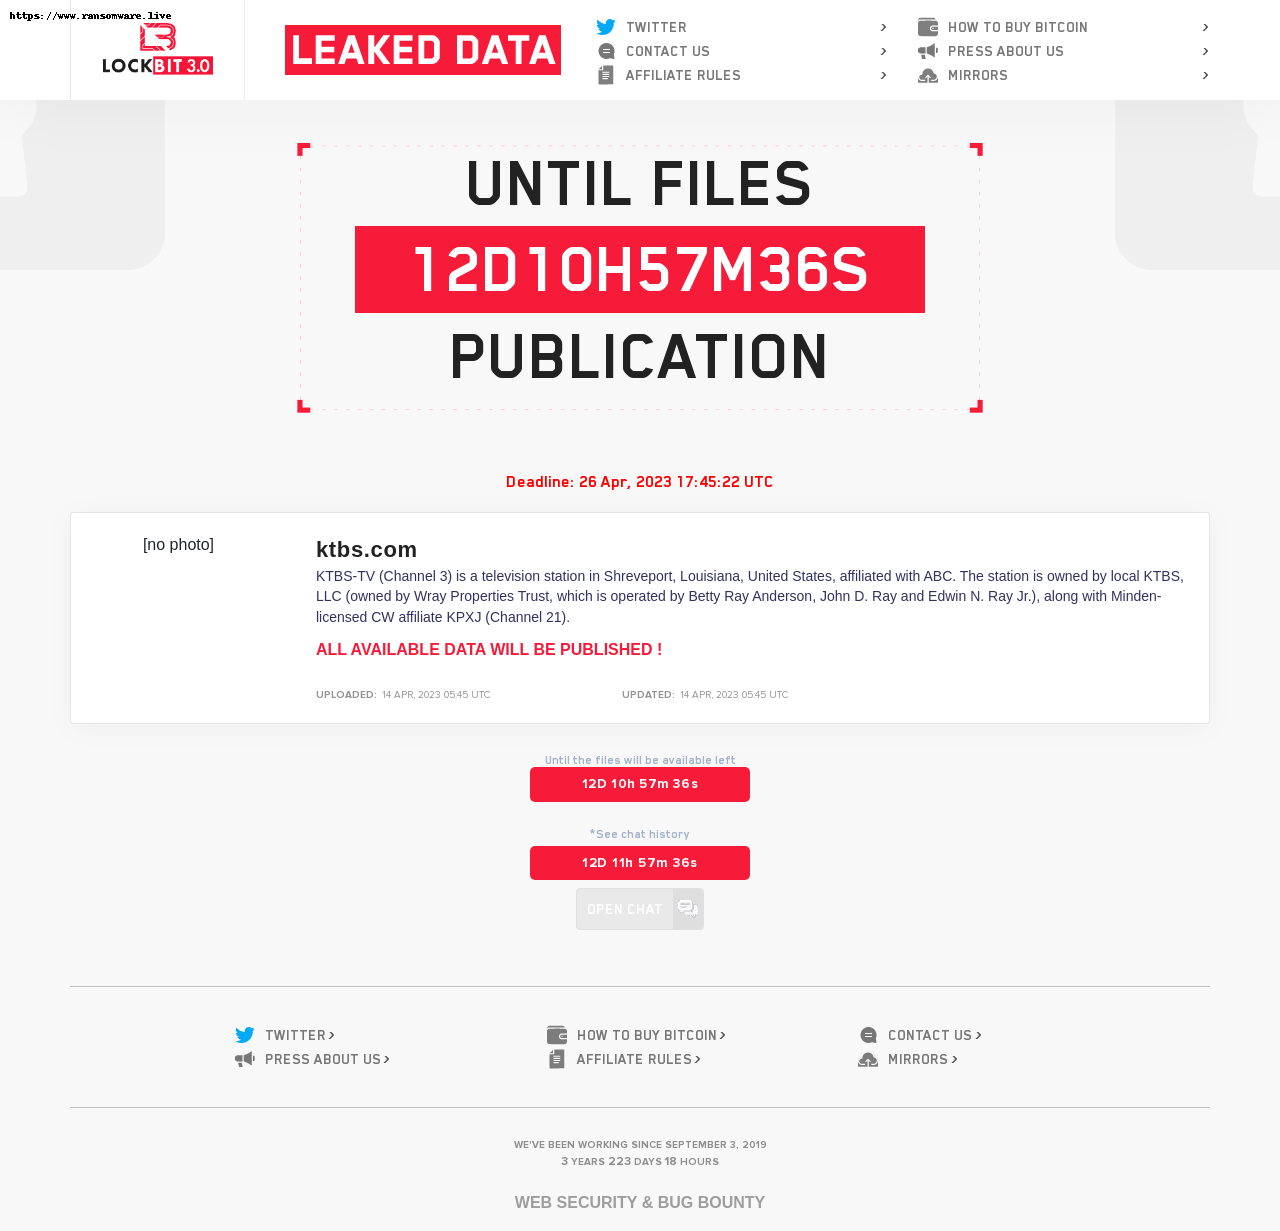 https://www.ransomware.live
LOCKBIT 3.0
LEAKED DATA
TWITTER
CONTACT US
AFFILIATE RULES
HOW TO BUY BITCOIN
PRESS ABOUT US
MIRRORS
UNTIL FILES
12D10H57M36S
PUBLICATION
Deadline: 26 Apr, 2023 17:45:22 UTC
[no photo]
ktbs.com
KTBS-TV (Channel 3) is a television station in Shreveport, Louisiana, United States, affiliated with ABC. The station is owned by local KTBS,
LLC (owned by Wray Properties Trust, which is operated by Betty Ray Anderson, John D. Ray and Edwin N. Ray Jr.), along with Minden-
licensed CW affiliate KPXJ (Channel 21).
ALL AVAILABLE DATA WILL BE PUBLISHED !
UPLOADED: 14 APR, 2023 05:45 UTC
UPDATED: 14 APR, 2023 05:45 UTC
Until the files will be available left
12D 10h 57m 36s
*See chat history
12D 11h 57m 36s
OPEN CHAT
TWITTER
HOW TO BUY BITCOIN
CONTACT US
PRESS ABOUT US
AFFILIATE RULES
MIRRORS
WE'VE BEEN WORKING SINCE SEPTEMBER 3, 2019
3 YEARS 223 DAYS 18 HOURS
WEB SECURITY & BUG BOUNTY